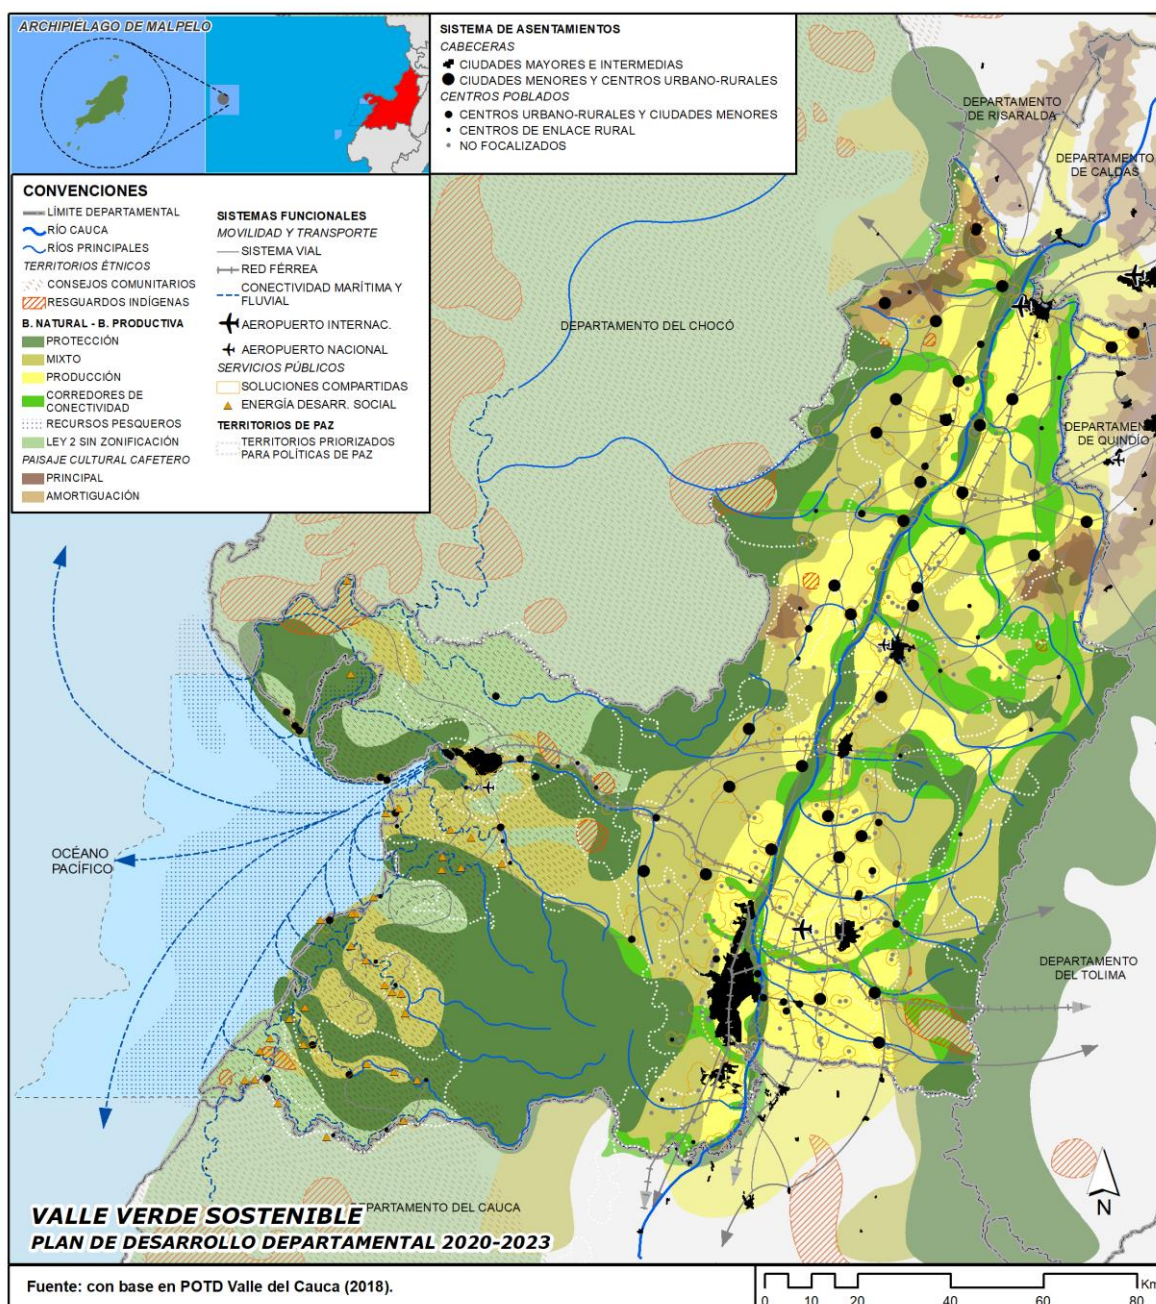 ARCHIPIÉLAGO DE MALPELO
SISTEMA DE ASENTAMIENTOS
CABECERAS
CIUDADES MAYORES E INTERMEDIAS
CIUDADES MENORES Y CENTROS URBANO-RURALES
CENTROS POBLADOS
CENTROS URBANO-RURALES Y CIUDADES MENORES
CENTROS DE ENLACE RURAL
NO FOCALIZADOS
CONVENCIONES
LÍMITE DEPARTAMENTAL
RÍO CAUCA
RÍOS PRINCIPALES
TERRITORIOS ÉTNICOS
CONSEJOS COMUNITARIOS
RESGUARDOS INDÍGENAS
B. NATURAL - B. PRODUCTIVA
PROTECCIÓN
MIXTO
PRODUCCIÓN
CORREDORES DE
CONECTIVIDAD
RECURSOS PESQUEROS
LEY 2 SIN ZONIFICACIÓN
PAISAJE CULTURAL CAFETERO
PRINCIPAL
AMORTIGUACIÓN
SISTEMAS FUNCIONALES
MOVILIDAD Y TRANSPORTE
SISTEMA VIAL
RED FÉRREA
CONECTIVIDAD MARÍTIMA Y
FLUVIAL
AEROPUERTO INTERNAC.
AEROPUERTO NACIONAL
SERVICIOS PÚBLICOS
SOLUCIONES COMPARTIDAS
ENERGÍA DESARR. SOCIAL
TERRITORIOS DE PAZ
TERRITORIOS PRIORIZADOS
PARA POLÍTICAS DE PAZ
DEPARTAMENTO
DE RISARALDA
DEPARTAMENTO
DE CALDAS
DEPARTAMENTO DEL CHOCÓ
DEPARTAMEN
DE QUINDÍO
OCÉANO
PACÍFICO
DEPARTAMENTO
DEL TOLIMA
DEPARTAMENTO DEL CAUCA
N
VALLE VERDE SOSTENIBLE
PLAN DE DESARROLLO DEPARTAMENTAL 2020-2023
Fuente: con base en POTD Valle del Cauca (2018).
Km
0 10 20 40 60 80